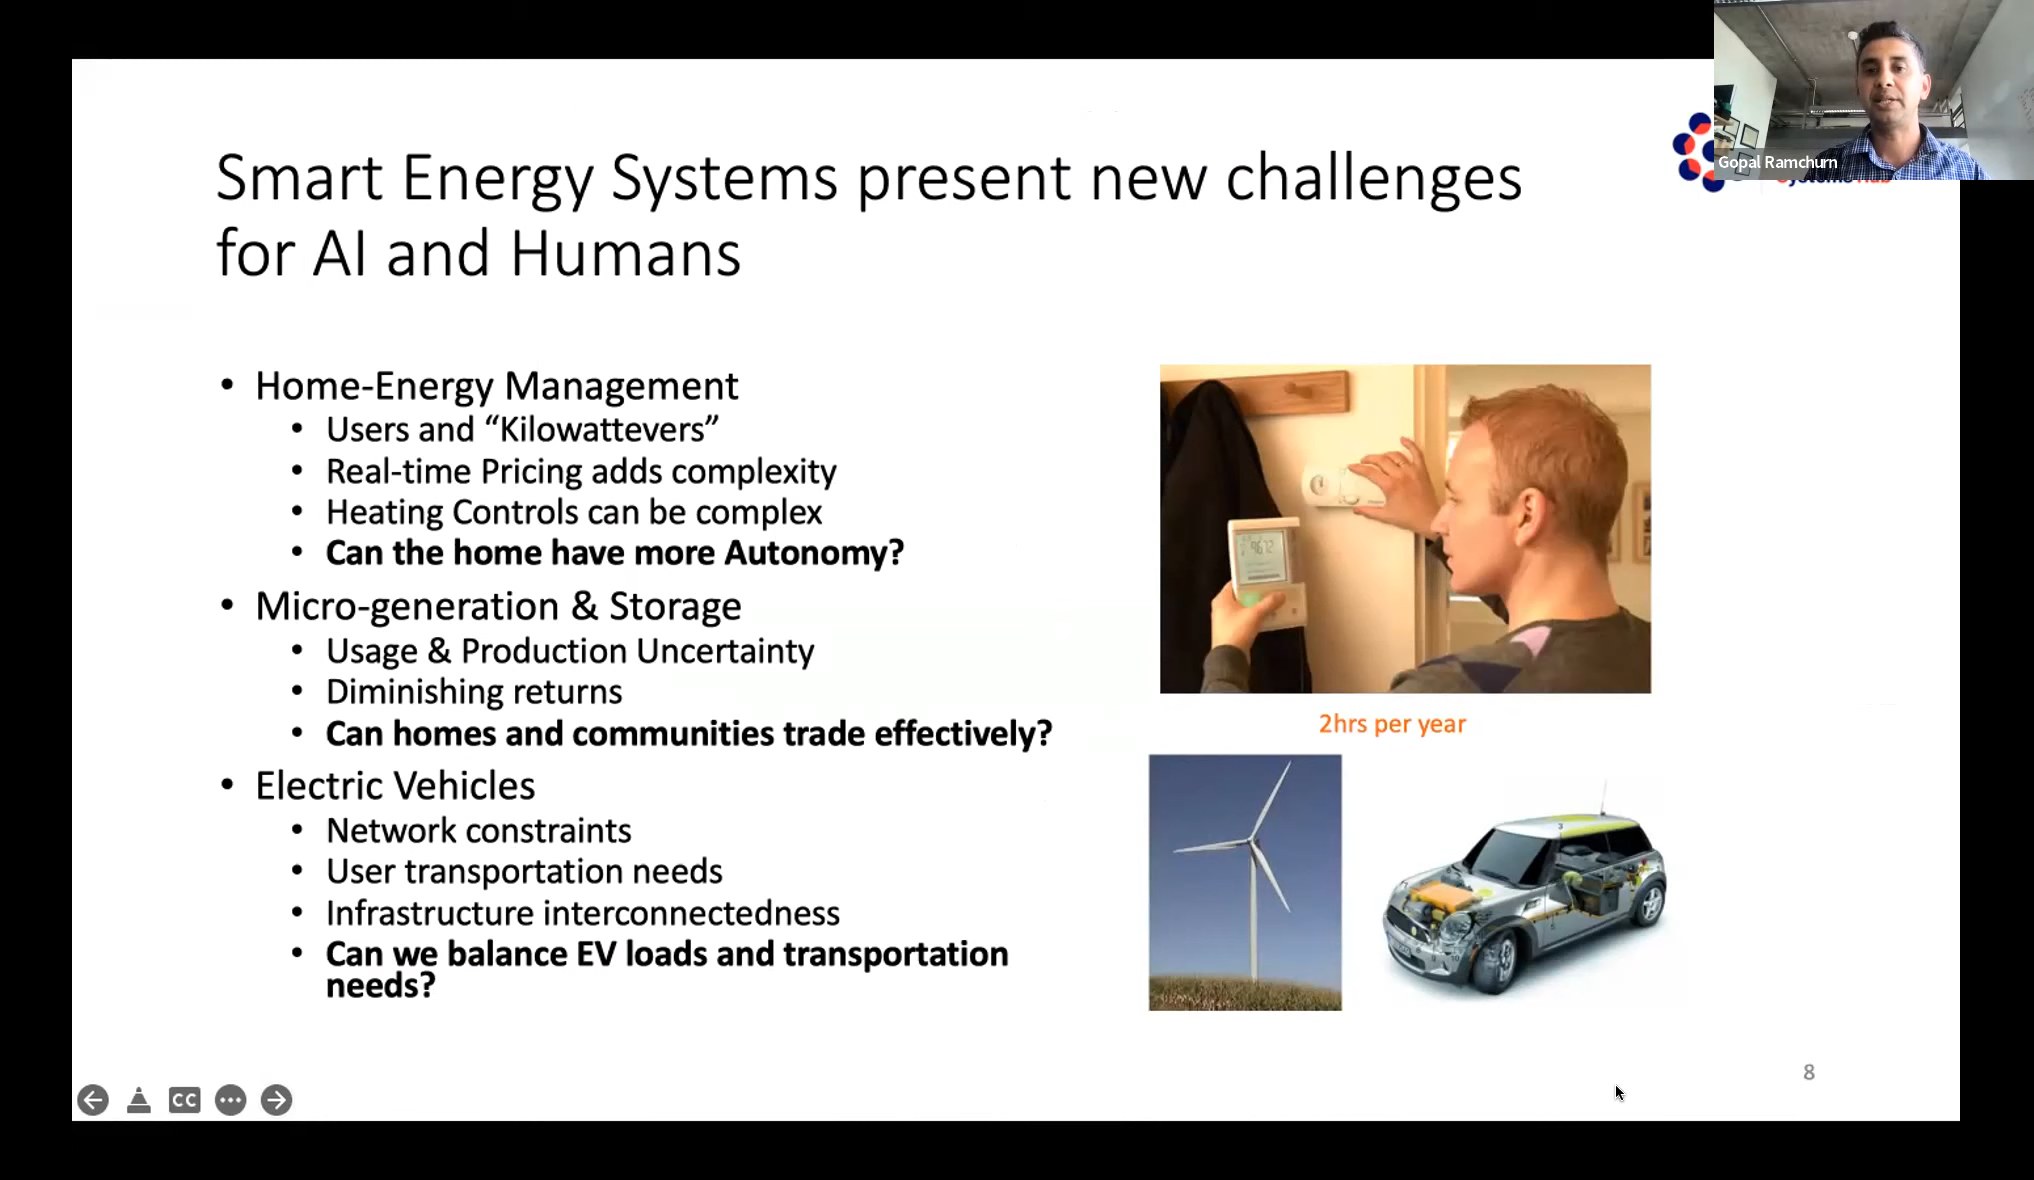 Gopal Ramchurn
Smart Energy Systems present new challenges
for AI and Humans
• Home-Energy Management
• Users and “Kilowattevers”
• Real-time Pricing adds complexity
• Heating Controls can be complex
• Can the home have more Autonomy?
• Micro-generation & Storage
• Usage & Production Uncertainty
• Diminishing returns
• Can homes and communities trade effectively?
• Electric Vehicles
• Network constraints
• User transportation needs
• Infrastructure interconnectedness
• Can we balance EV loads and transportation
needs?
2hrs per year
8
CC